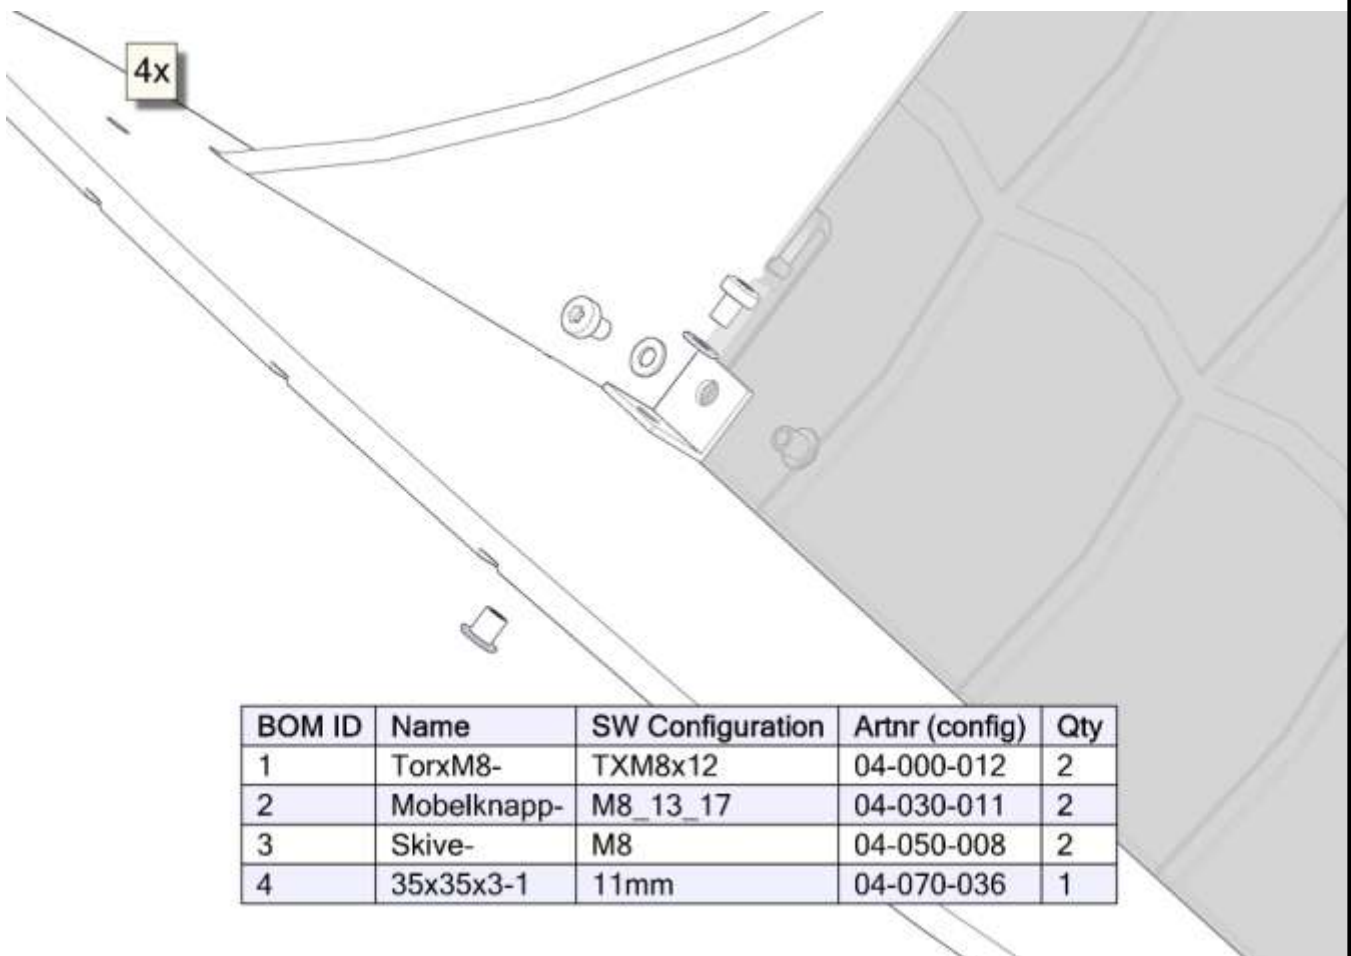 4x
BOM ID Name SW Configuration Artnr (config) Qty
1 TorxM8- TXM8x12 04-000-012 2
2 Mobelknapp- M8_13_17 04-030-011 2
3 Skive- M8 04-050-008 2
4 35x35x3-1 11mm 04-070-036 1